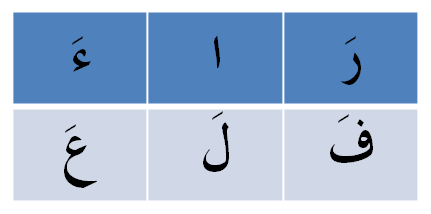 رَ ا ءَ
فَ لَ عَ